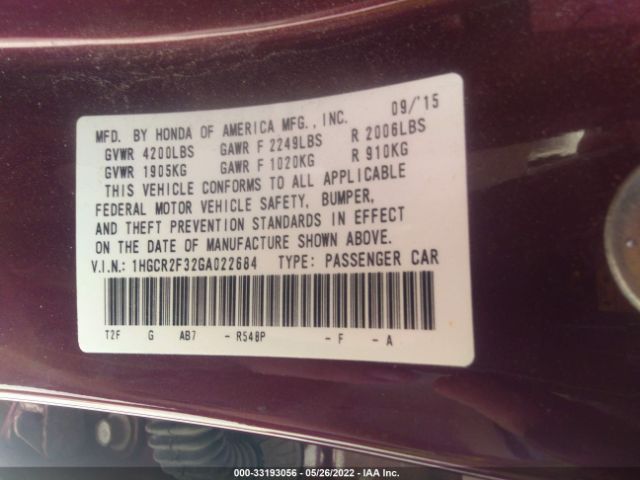 09/'15
MFD. BY HONDA OF AMERICA MFG., INC.
GVWR 4200LBS GAWR F 2249LBS R 2006LBS
GVWR 1905KG GAWR F 1020KG R 910KG
THIS VEHICLE CONFORMS TO ALL APPLICABLE
FEDERAL MOTOR VEHICLE SAFETY, BUMPER,
AND THEFT PREVENTION STANDARDS IN EFFECT
ON THE DATE OF MANUFACTURE SHOWN ABOVE.
V.I.N.: 1HGCR2F32GA022684 TYPE: PASSENGER CAR
T2F G AB7 - R548P - F - A
000-33193056 - 05/26/2022 - IAA Inc.